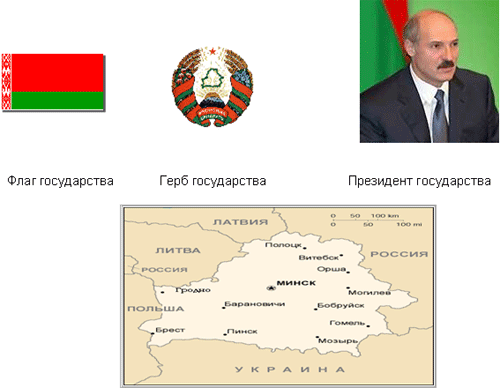 Флаг государства
Герб государства
Президент государства
0 50 100 km
0 50 100 mi
ЛАТВИЯ
ЛИТВА
РОССИЯ
РОССИЯ
ПОЛЬША
УКРАИНА
Полоцк
Витебск
Орша
МИНСК
Гродно
Могилев
Барановичи
Бобруйск
Гомель
Брест
Пинск
Мозырь